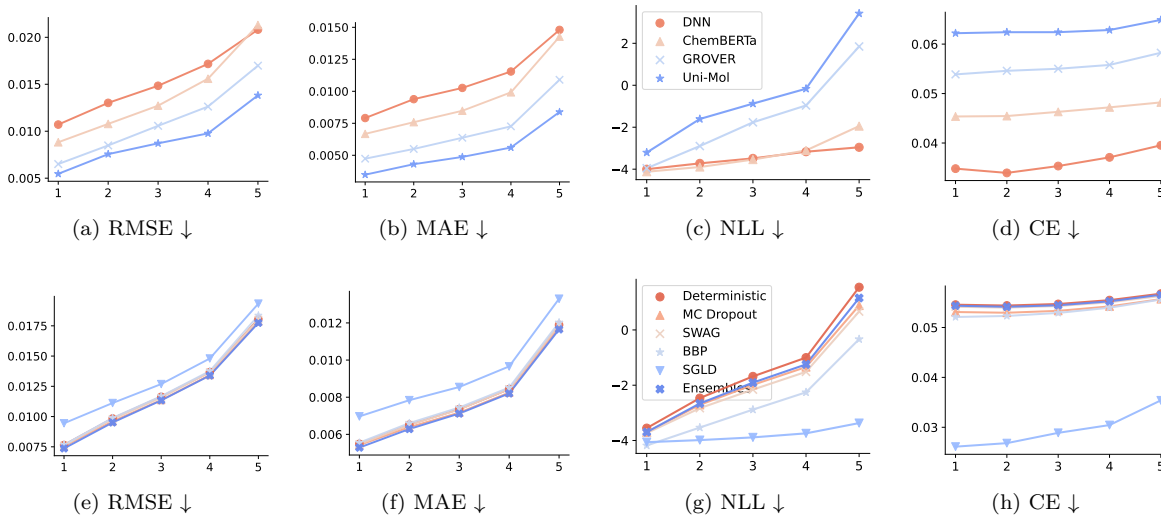 0.020
0.015
0.010
0.005
1 2 3 4 5
(a) RMSE ↓
0.0150
0.0125
0.0100
0.0075
0.0050
1 2 3 4 5
(b) MAE ↓
2
0
−2
−4
DNN
ChemBERTa
GROVER
Uni-Mol
1 2 3 4 5
(c) NLL ↓
0.06
0.05
0.04
1 2 3 4 5
(d) CE ↓
0.0175
0.0150
0.0125
0.0100
0.0075
1 2 3 4 5
(e) RMSE ↓
0.012
0.010
0.008
0.006
1 2 3 4 5
(f) MAE ↓
0
−2
−4
Deterministic
MC Dropout
SWAG
BBP
SGLD
Ensembles
1 2 3 4 5
(g) NLL ↓
0.05
0.04
0.03
1 2 3 4 5
(h) CE ↓